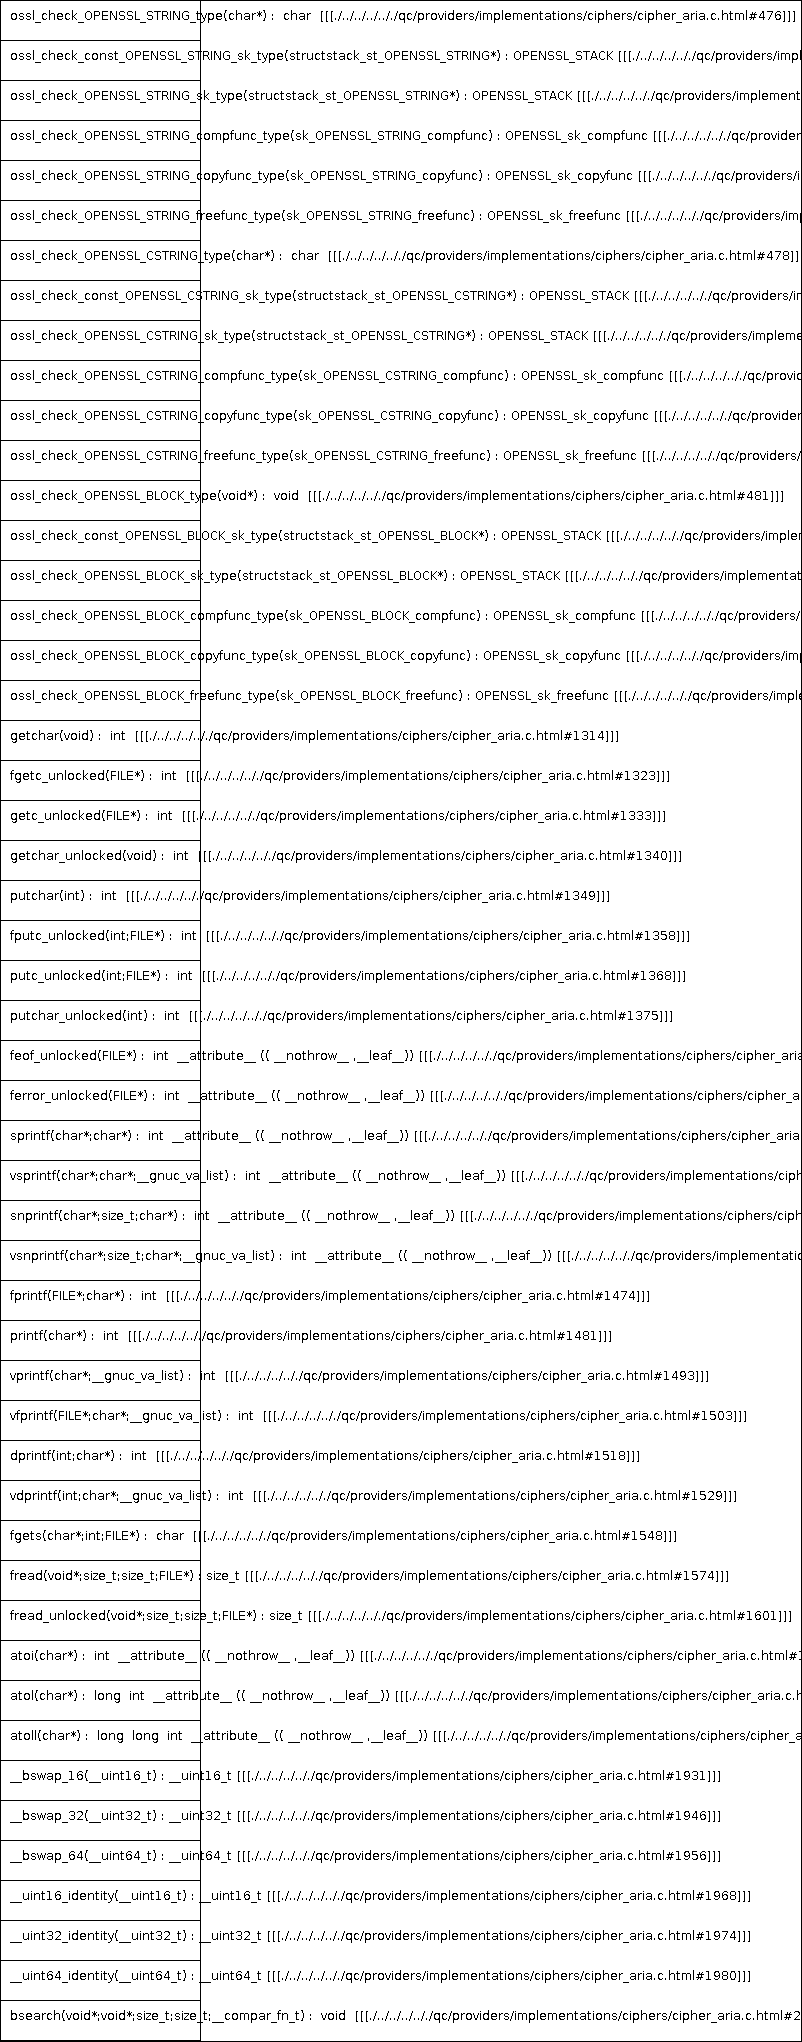 ossl_check_OPENSSL_STRING_type(char*) : char [[[./../../../../../qc/providers/implementations/ciphers/cipher_aria.c.html#476]]]
ossl_check_const_OPENSSL_STRING_sk_type(structstack_st_OPENSSL_STRING*) : OPENSSL_STACK [[[./../../../../../qc/providers/impl
ossl_check_OPENSSL_STRING_sk_type(structstack_st_OPENSSL_STRING*) : OPENSSL_STACK [[[./../../../../../qc/providers/implement
ossl_check_OPENSSL_STRING_compfunc_type(sk_OPENSSL_STRING_compfunc) : OPENSSL_sk_compfunc [[[./../../../../../qc/provider
ossl_check_OPENSSL_STRING_copyfunc_type(sk_OPENSSL_STRING_copyfunc) : OPENSSL_sk_copyfunc [[[./../../../../../qc/providers/i
ossl_check_OPENSSL_STRING_freefunc_type(sk_OPENSSL_STRING_freefunc) : OPENSSL_sk_freefunc [[[./../../../../../qc/providers/im
ossl_check_OPENSSL_CSTRING_type(char*) : char [[[./../../../../../qc/providers/implementations/ciphers/cipher_aria.c.html#478]]
ossl_check_const_OPENSSL_CSTRING_sk_type(structstack_st_OPENSSL_CSTRING*) : OPENSSL_STACK [[[./../../../../../qc/providers/i
ossl_check_OPENSSL_CSTRING_sk_type(structstack_st_OPENSSL_CSTRING*) : OPENSSL_STACK [[[./../../../../../qc/providers/impleme
ossl_check_OPENSSL_CSTRING_compfunc_type(sk_OPENSSL_CSTRING_compfunc) : OPENSSL_sk_compfunc [[[./../../../../../qc/provid
ossl_check_OPENSSL_CSTRING_copyfunc_type(sk_OPENSSL_CSTRING_copyfunc) : OPENSSL_sk_copyfunc [[[./../../../../../qc/provider
ossl_check_OPENSSL_CSTRING_freefunc_type(sk_OPENSSL_CSTRING_freefunc) : OPENSSL_sk_freefunc [[[./../../../../../qc/providers/
ossl_check_OPENSSL_BLOCK_type(void*) : void [[[./../../../../../qc/providers/implementations/ciphers/cipher_aria.c.html#481]]]
ossl_check_const_OPENSSL_BLOCK_sk_type(structstack_st_OPENSSL_BLOCK*) : OPENSSL_STACK [[[./../../../../../qc/providers/implem
ossl_check_OPENSSL_BLOCK_sk_type(structstack_st_OPENSSL_BLOCK*) : OPENSSL_STACK [[[./../../../../../qc/providers/implementat
ossl_check_OPENSSL_BLOCK_compfunc_type(sk_OPENSSL_BLOCK_compfunc) : OPENSSL_sk_compfunc [[[./../../../../../qc/providers/
ossl_check_OPENSSL_BLOCK_copyfunc_type(sk_OPENSSL_BLOCK_copyfunc) : OPENSSL_sk_copyfunc [[[./../../../../../qc/providers/im
ossl_check_OPENSSL_BLOCK_freefunc_type(sk_OPENSSL_BLOCK_freefunc) : OPENSSL_sk_freefunc [[[./../../../../../qc/providers/imple
getchar(void) : int [[[./../../../../../qc/providers/implementations/ciphers/cipher_aria.c.html#1314]]]
fgetc_unlocked(FILE*) : int [[[./../../../../../qc/providers/implementations/ciphers/cipher_aria.c.html#1323]]]
getc_unlocked(FILE*) : int [[[./../../../../../qc/providers/implementations/ciphers/cipher_aria.c.html#1333]]]
getchar_unlocked(void) : int [[[./../../../../../qc/providers/implementations/ciphers/cipher_aria.c.html#1340]]]
putchar(int) : int [[[./../../../../../qc/providers/implementations/ciphers/cipher_aria.c.html#1349]]]
fputc_unlocked(int;FILE*) : int [[[./../../../../../qc/providers/implementations/ciphers/cipher_aria.c.html#1358]]]
putc_unlocked(int;FILE*) : int [[[./../../../../../qc/providers/implementations/ciphers/cipher_aria.c.html#1368]]]
putchar_unlocked(int) : int [[[./../../../../../qc/providers/implementations/ciphers/cipher_aria.c.html#1375]]]
feof_unlocked(FILE*) : int __attribute__ (( __nothrow__ ,__leaf__)) [[[./../../../../../qc/providers/implementations/ciphers/cipher_aria
ferror_unlocked(FILE*) : int __attribute__ (( __nothrow__ ,__leaf__)) [[[./../../../../../qc/providers/implementations/ciphers/cipher_a
sprintf(char*;char*) : int __attribute__ (( __nothrow__ ,__leaf__)) [[[./../../../../../qc/providers/implementations/ciphers/cipher_aria
vsprintf(char*;char*;__gnuc_va_list) : int __attribute__ (( __nothrow__ ,__leaf__)) [[[./../../../../../qc/providers/implementations/ciph
snprintf(char*;size_t;char*) : int __attribute__ (( __nothrow__ ,__leaf__)) [[[./../../../../../qc/providers/implementations/ciphers/ciph
vsnprintf(char*;size_t;char*;__gnuc_va_list) : int __attribute__ (( __nothrow__ ,__leaf__)) [[[./../../../../../qc/providers/implementatio
fprintf(FILE*;char*) : int [[[./../../../../../qc/providers/implementations/ciphers/cipher_aria.c.html#1474]]]
printf(char*) : int [[[./../../../../../qc/providers/implementations/ciphers/cipher_aria.c.html#1481]]]
vprintf(char*;__gnuc_va_list) : int [[[./../../../../../qc/providers/implementations/ciphers/cipher_aria.c.html#1493]]]
vfprintf(FILE*;char*;__gnuc_va_list) : int [[[./../../../../../qc/providers/implementations/ciphers/cipher_aria.c.html#1503]]]
dprintf(int;char*) : int [[[./../../../../../qc/providers/implementations/ciphers/cipher_aria.c.html#1518]]]
vdprintf(int;char*;__gnuc_va_list) : int [[[./../../../../../qc/providers/implementations/ciphers/cipher_aria.c.html#1529]]]
fgets(char*;int;FILE*) : char [[[./../../../../../qc/providers/implementations/ciphers/cipher_aria.c.html#1548]]]
fread(void*;size_t;size_t;FILE*) : size_t [[[./../../../../../qc/providers/implementations/ciphers/cipher_aria.c.html#1574]]]
fread_unlocked(void*;size_t;size_t;FILE*) : size_t [[[./../../../../../qc/providers/implementations/ciphers/cipher_aria.c.html#1601]]]
atoi(char*) : int __attribute__ (( __nothrow__ ,__leaf__)) [[[./../../../../../qc/providers/implementations/ciphers/cipher_aria.c.html#1
atol(char*) : long int __attribute__ (( __nothrow__ ,__leaf__)) [[[./../../../../../qc/providers/implementations/ciphers/cipher_aria.c.h
atoll(char*) : long long int __attribute__ (( __nothrow__ ,__leaf__)) [[[./../../../../../qc/providers/implementations/ciphers/cipher_a
__bswap_16(__uint16_t) : __uint16_t [[[./../../../../../qc/providers/implementations/ciphers/cipher_aria.c.html#1931]]]
__bswap_32(__uint32_t) : __uint32_t [[[./../../../../../qc/providers/implementations/ciphers/cipher_aria.c.html#1946]]]
__bswap_64(__uint64_t) : __uint64_t [[[./../../../../../qc/providers/implementations/ciphers/cipher_aria.c.html#1956]]]
__uint16_identity(__uint16_t) : __uint16_t [[[./../../../../../qc/providers/implementations/ciphers/cipher_aria.c.html#1968]]]
__uint32_identity(__uint32_t) : __uint32_t [[[./../../../../../qc/providers/implementations/ciphers/cipher_aria.c.html#1974]]]
__uint64_identity(__uint64_t) : __uint64_t [[[./../../../../../qc/providers/implementations/ciphers/cipher_aria.c.html#1980]]]
bsearch(void*;void*;size_t;size_t;__compar_fn_t) : void [[[./../../../../../qc/providers/implementations/ciphers/cipher_aria.c.html#2